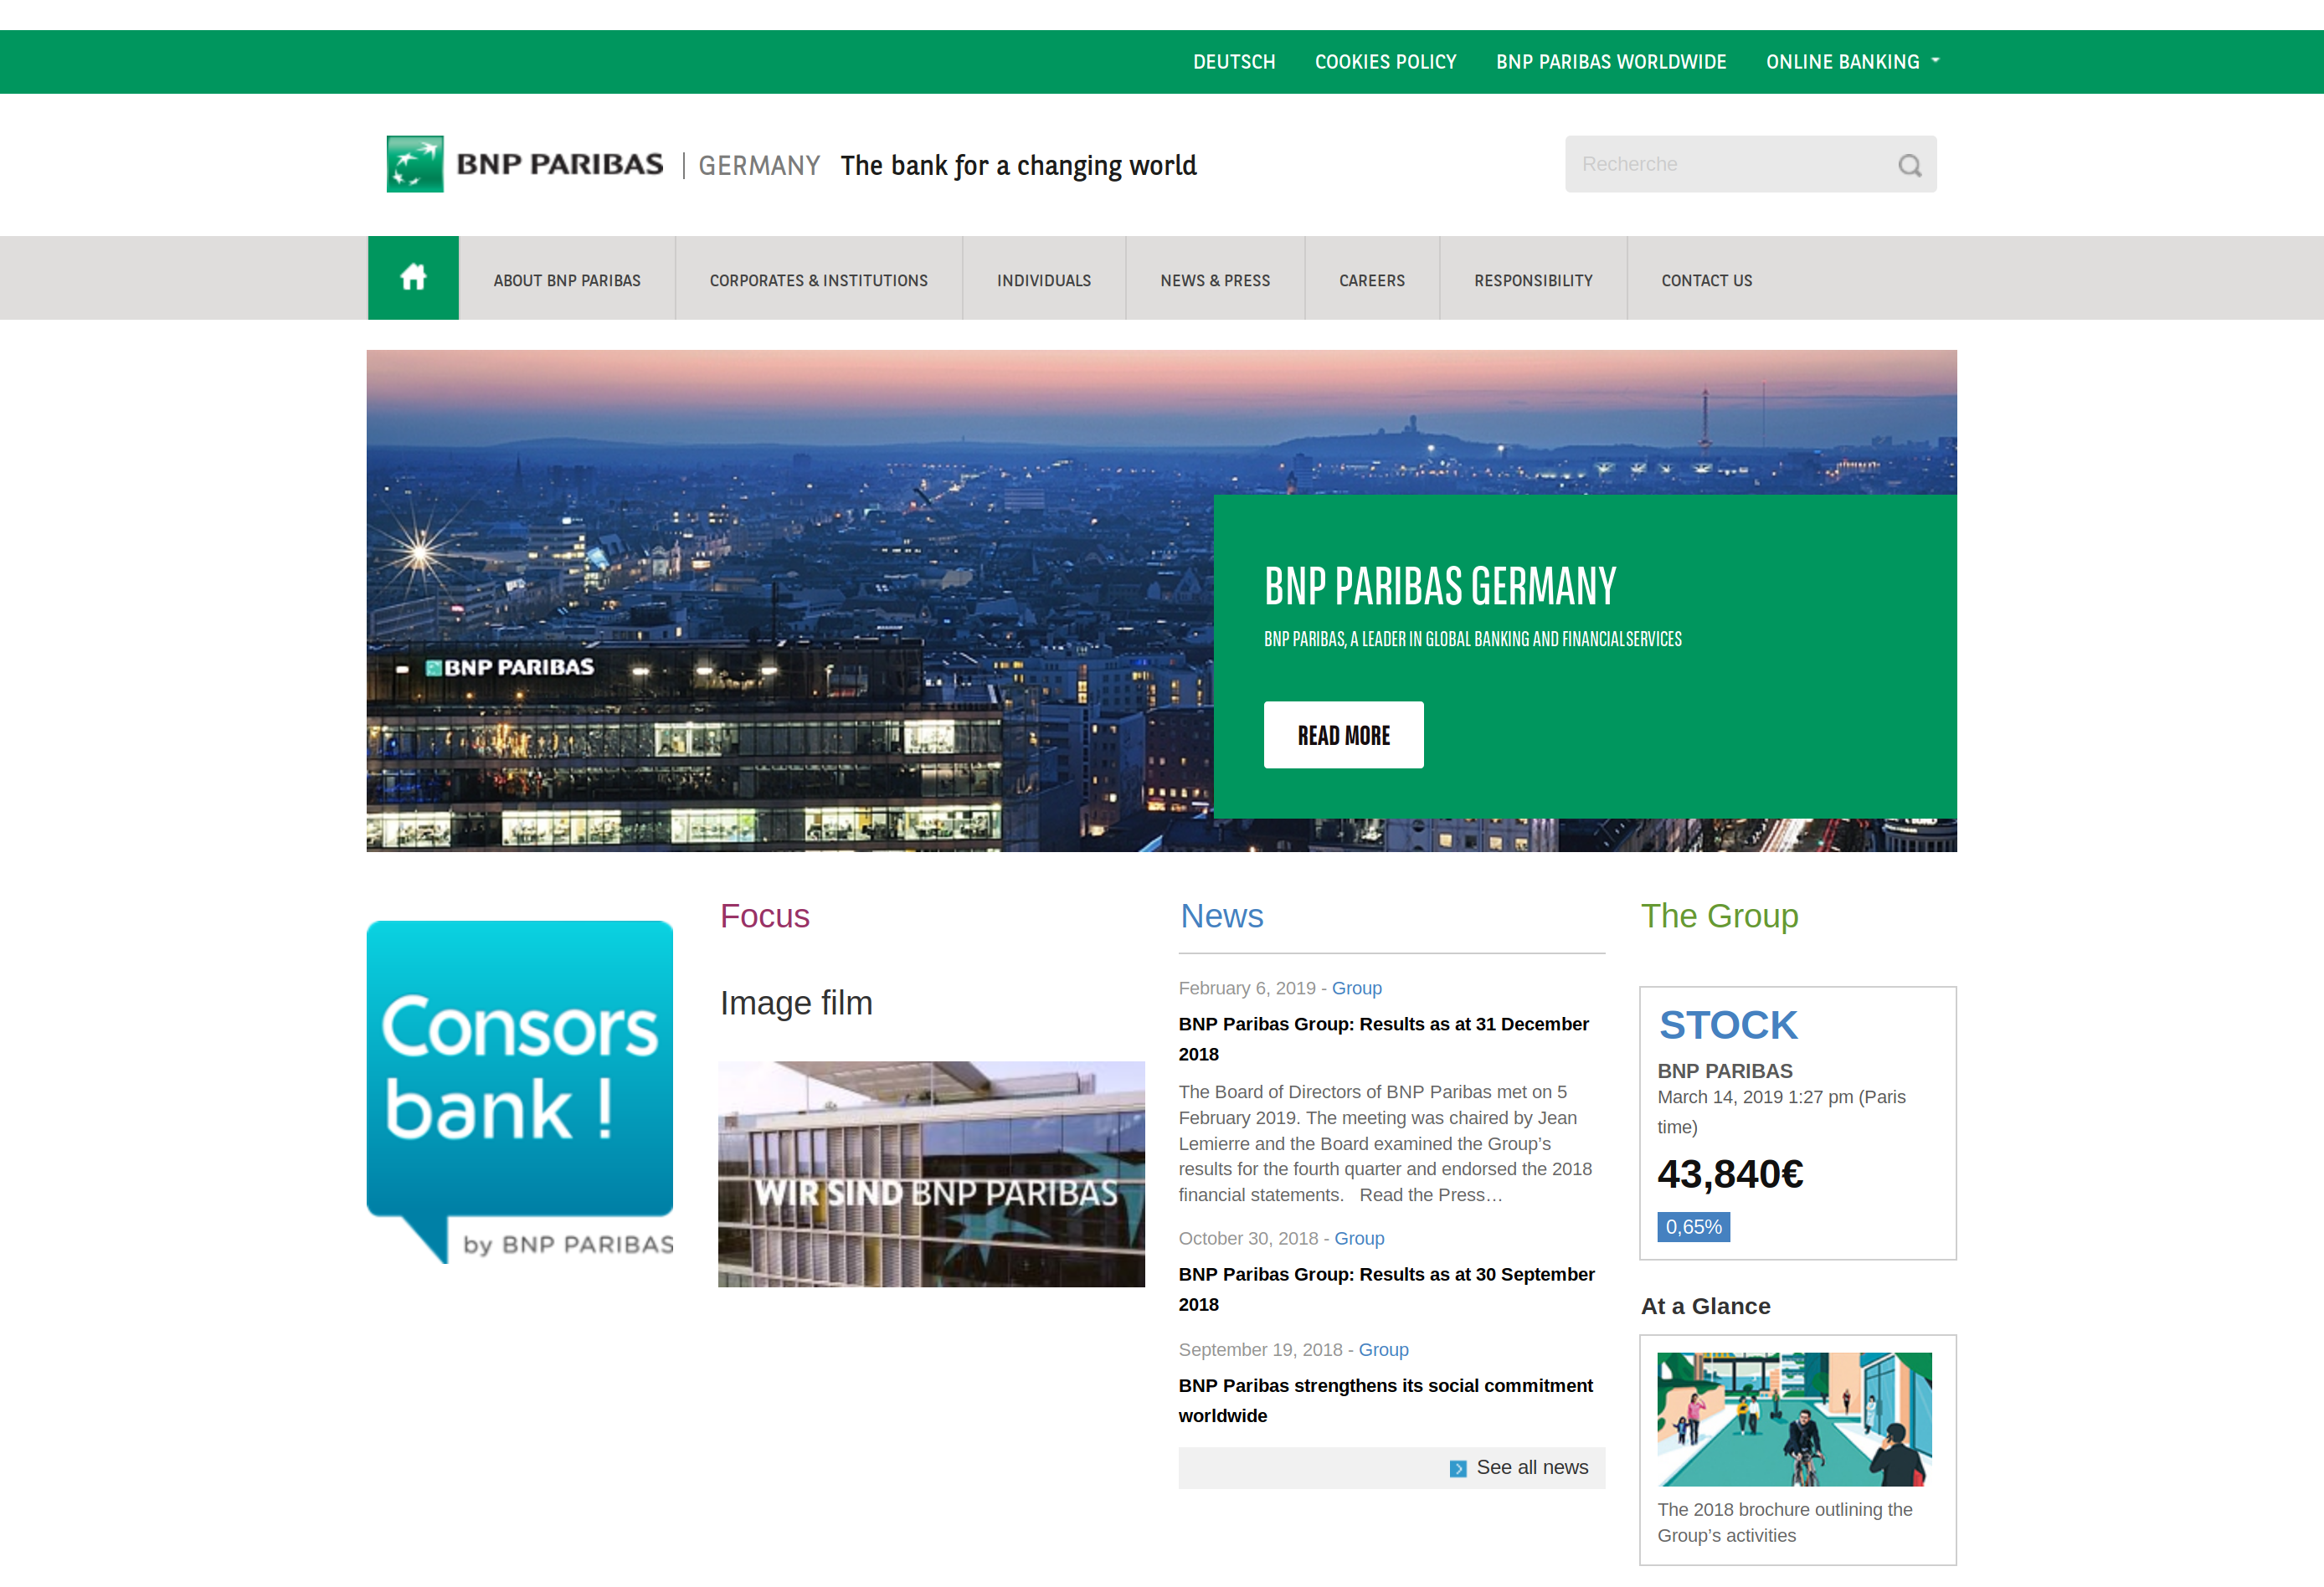 DEUTSCH COOKIES POLICY BNP PARIBAS WORLDWIDE ONLINE BANKING
BNP PARIBAS GERMANY The bank for a changing world
Recherche
ABOUT BNP PARIBAS CORPORATES & INSTITUTIONS INDIVIDUALS NEWS & PRESS CAREERS RESPONSIBILITY CONTACT US
BNP PARIBAS
BNP PARIBAS GERMANY
BNP PARIBAS, A LEADER IN GLOBAL BANKING AND FINANCIALSERVICES
READ MORE
Consors
bank !
by BNP PARIBAS
Focus
Image film
WIR SIND BNP PARIBAS
News
February 6, 2019 - Group
BNP Paribas Group: Results as at 31 December
2018
The Board of Directors of BNP Paribas met on 5
February 2019. The meeting was chaired by Jean
Lemierre and the Board examined the Group's
results for the fourth quarter and endorsed the 2018
financial statements. Read the Press…
October 30, 2018 - Group
BNP Paribas Group: Results as at 30 September
2018
September 19, 2018 - Group
BNP Paribas strengthens its social commitment
worldwide
See all news
The Group
STOCK
BNP PARIBAS
March 14, 2019 1:27 pm (Paris
time)
43,840€
0,65%
At a Glance
The 2018 brochure outlining the
Group's activities